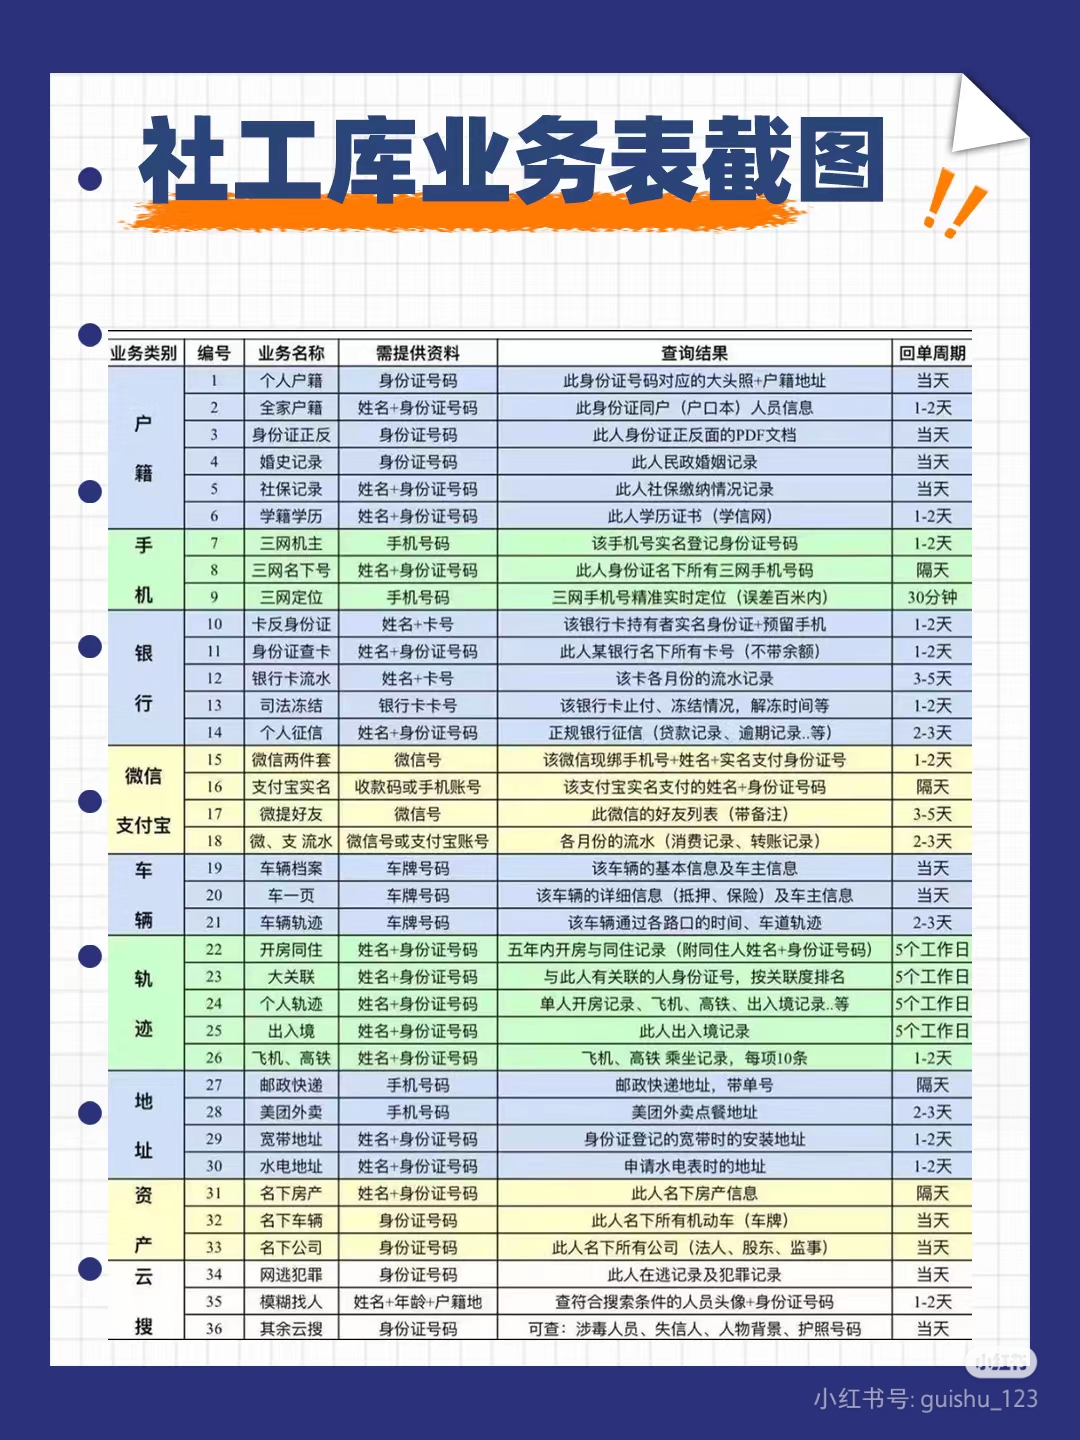 社工库业务表截图
业务类别 编号 业务名称 需提供资料 查询结果 回单周期
户籍
1 个人户籍 身份证号码 此身份证号码对应的大头照+户籍地址 当天
2 全家户籍 姓名+身份证号码 此身份证同户（户口本）人员信息 1-2天
3 身份证正反 身份证号码 此人身份证正反面的PDF文档 当天
4 婚史记录 身份证号码 此人民政婚姻记录 当天
5 社保记录 姓名+身份证号码 此人社保缴纳情况记录 当天
6 学籍学历 姓名+身份证号码 此人学历证书（学信网） 1-2天
手机
7 三网机主 手机号码 该手机号实名登记身份证号码 1-2天
8 三网名下号 姓名+身份证号码 此人身份证名下所有三网手机号码 隔天
9 三网定位 手机号码 三网手机号精准实时定位（误差百米内） 30分钟
银行
10 卡反身份证 姓名+卡号 该银行卡持有者实名身份证+预留手机 1-2天
11 身份证查卡 姓名+身份证号码 此人某银行名下所有卡号（不带余额） 1-2天
12 银行卡流水 姓名+卡号 该卡各月份的流水记录 3-5天
13 司法冻结 银行卡卡号 该银行卡止付、冻结情况，解冻时间等 1-2天
14 个人征信 姓名+身份证号码 正规银行征信（贷款记录、逾期记录..等） 2-3天
微信
支付宝
15 微信两件套 微信号 该微信现绑手机号+姓名+实名支付身份证号 1-2天
16 支付宝实名 收款码或手机账号 该支付宝实名支付的姓名+身份证号码 隔天
17 微提好友 微信号 此微信的好友列表（带备注） 3-5天
18 微、支 流水 微信号或支付宝账号 各月份的流水（消费记录、转账记录） 2-3天
车辆
19 车辆档案 车牌号码 该车辆的基本信息及车主信息 当天
20 车一页 车牌号码 该车辆的详细信息（抵押、保险）及车主信息 当天
21 车辆轨迹 车牌号码 该车辆通过各路口的时间、车道轨迹 2-3天
轨迹
22 开房同住 姓名+身份证号码 五年内开房与同住记录（附同住人姓名+身份证号码） 5个工作日
23 大关联 姓名+身份证号码 与此人有关联的人身份证号，按关联度排名 5个工作日
24 个人轨迹 姓名+身份证号码 单人开房记录、飞机、高铁、出入境记录..等 5个工作日
25 出入境 姓名+身份证号码 此人出入境记录 5个工作日
26 飞机、高铁 姓名+身份证号码 飞机、高铁 乘坐记录，每项10条 1-2天
地址
27 邮政快递 手机号码 邮政快递地址，带单号 隔天
28 美团外卖 手机号码 美团外卖点餐地址 2-3天
29 宽带地址 姓名+身份证号码 身份证登记的宽带时的安装地址 1-2天
30 水电地址 姓名+身份证号码 申请水电表时的地址 1-2天
资产
31 名下房产 姓名+身份证号码 此人名下房产信息 隔天
32 名下车辆 身份证号码 此人名下所有机动车（车牌） 当天
33 名下公司 身份证号码 此人名下所有公司（法人、股东、监事） 当天
云搜
34 网逃犯罪 身份证号码 此人在逃记录及犯罪记录 当天
35 模糊找人 姓名+年龄+户籍地 查符合搜索条件的人员头像+身份证号码 1-2天
36 其余云搜 身份证号码 可查：涉毒人员、失信人、人物背景、护照号码 当天
小红书
小红书号: guishu_123